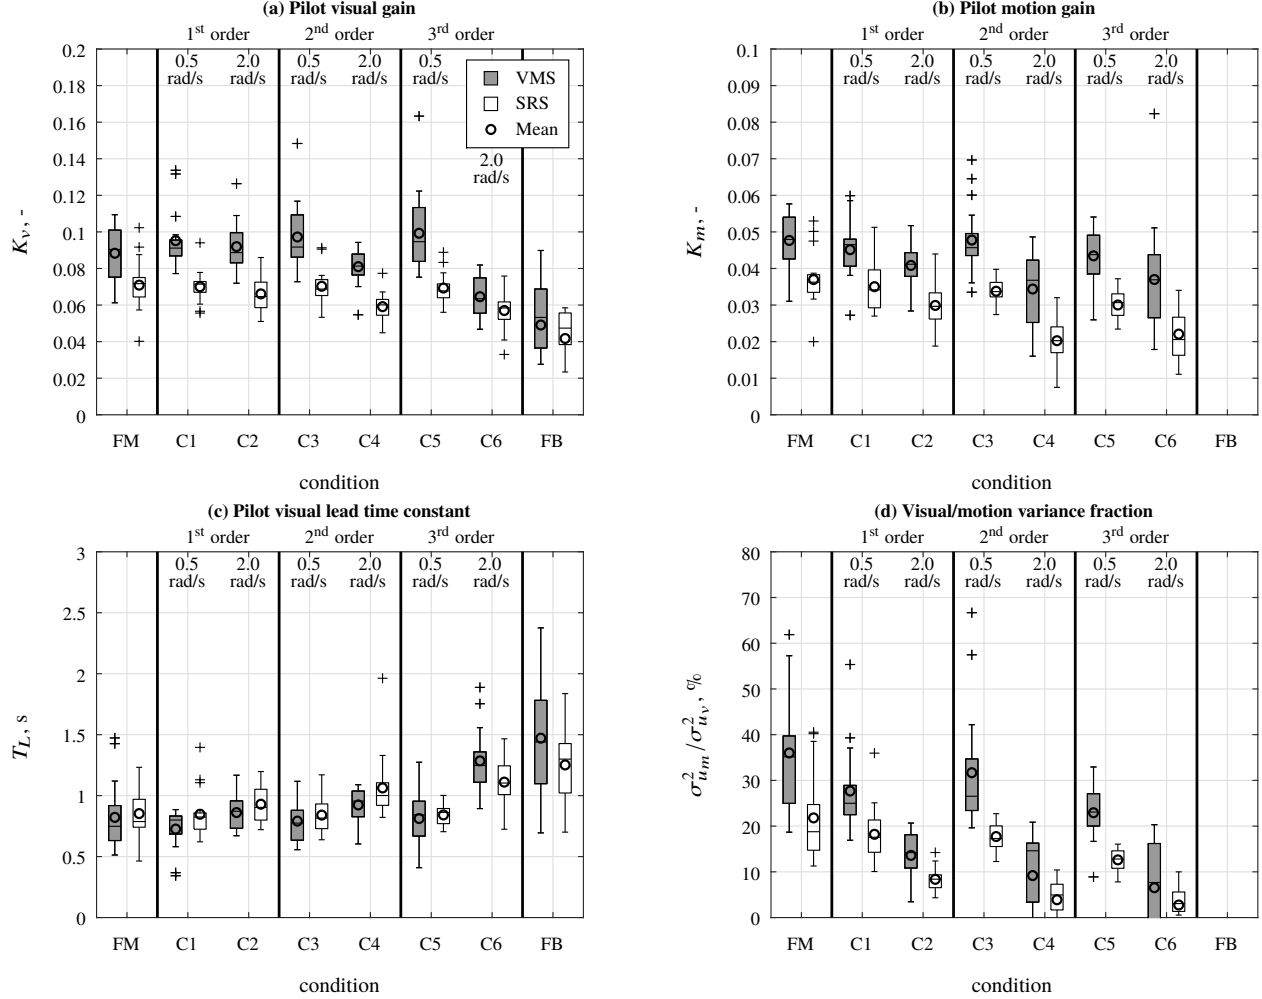 (a) Pilot visual gain
1st order 2nd order 3rd order
0.5 2.0 0.5 2.0 0.5
rad/s rad/s rad/s rad/s rad/s
VMS
SRS
Mean
2.0
rad/s
0.2
0.18
0.16
0.14
0.12
0.1
0.08
0.06
0.04
0.02
0
Kv, -
FM C1 C2 C3 C4 C5 C6 FB
condition
(b) Pilot motion gain
1st order 2nd order 3rd order
0.5 2.0 0.5 2.0 0.5 2.0
rad/s rad/s rad/s rad/s rad/s rad/s
0.1
0.09
0.08
0.07
0.06
0.05
0.04
0.03
0.02
0.01
0
Km, -
FM C1 C2 C3 C4 C5 C6 FB
condition
(c) Pilot visual lead time constant
1st order 2nd order 3rd order
0.5 2.0 0.5 2.0 0.5 2.0
rad/s rad/s rad/s rad/s rad/s rad/s
3
2.5
2
1.5
1
0.5
0
TL, s
FM C1 C2 C3 C4 C5 C6 FB
condition
(d) Visual/motion variance fraction
1st order 2nd order 3rd order
0.5 2.0 0.5 2.0 0.5 2.0
rad/s rad/s rad/s rad/s rad/s rad/s
80
70
60
50
40
30
20
10
0
σ²um/σ²uv, %
FM C1 C2 C3 C4 C5 C6 FB
condition